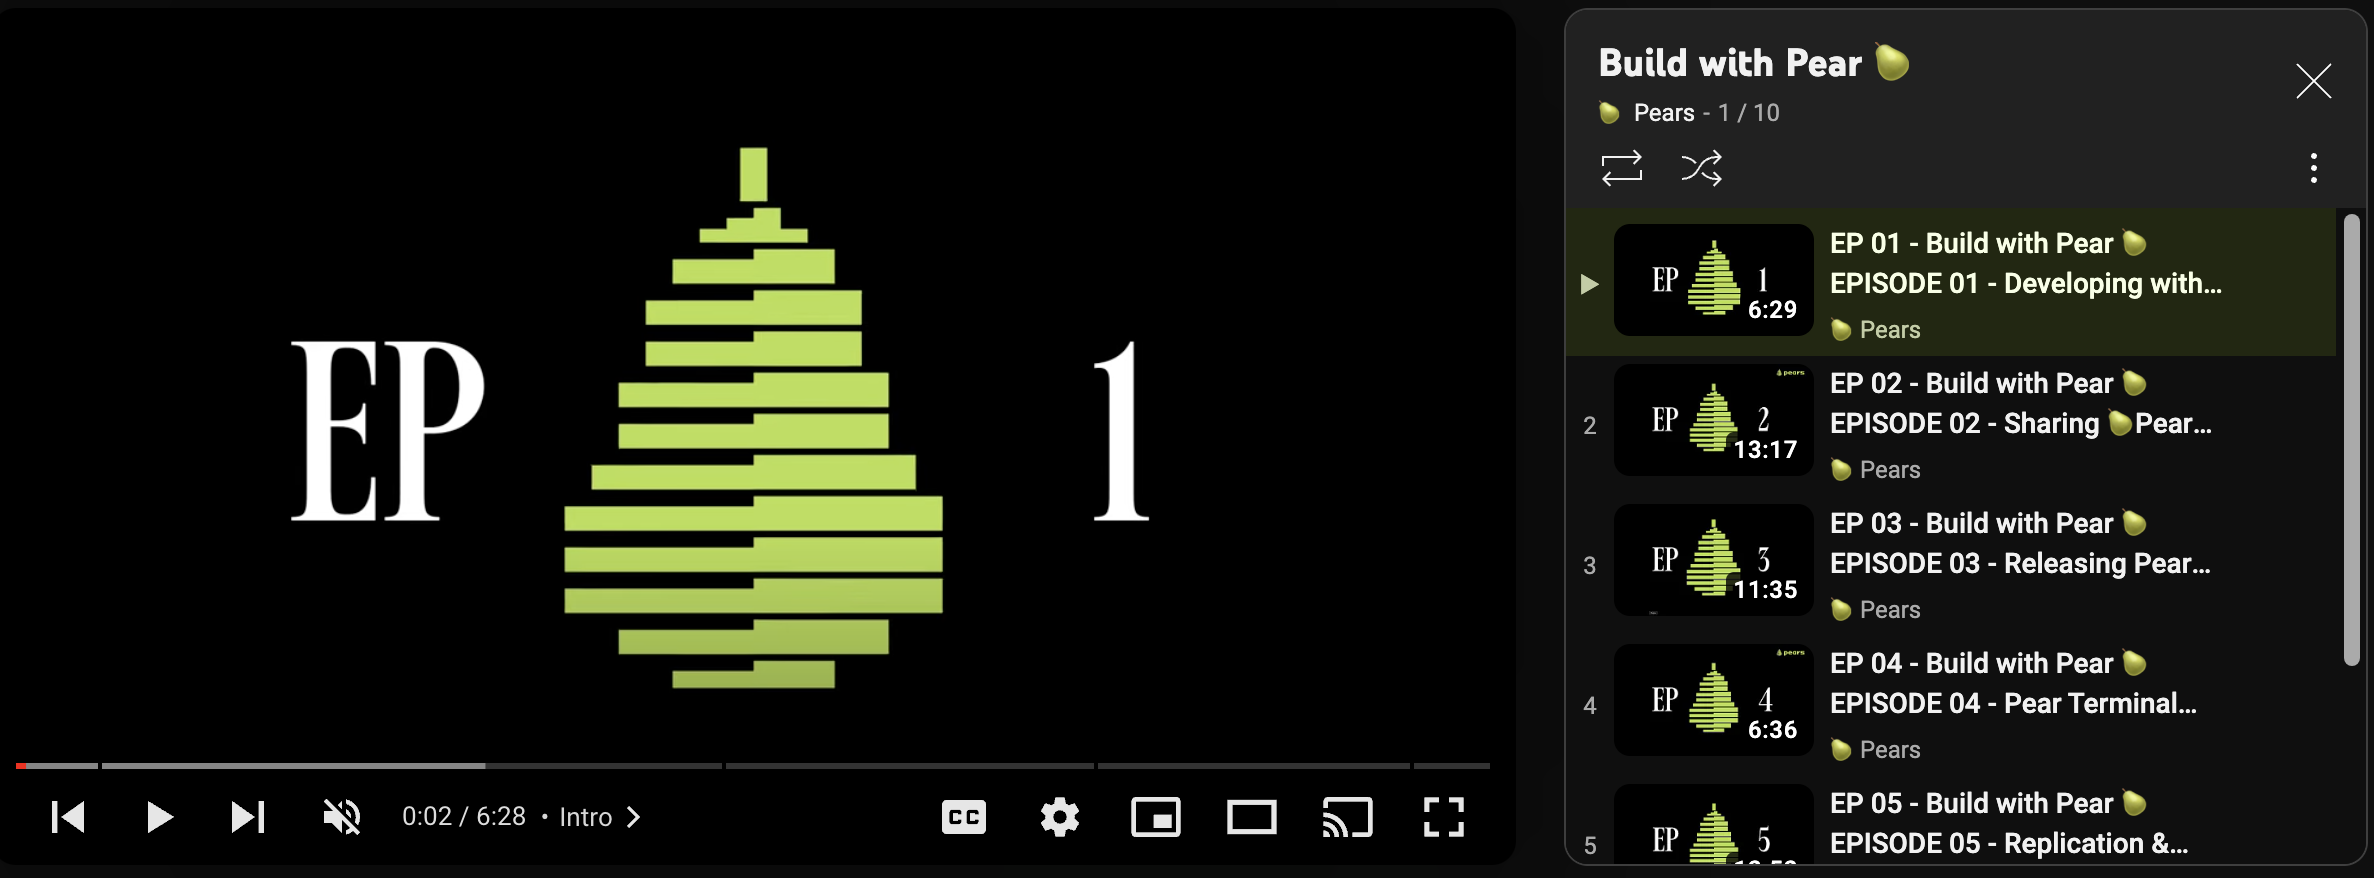 EP 1
0:02 / 6:28 • Intro
CC
Build with Pear 🍐
🍐 Pears - 1 / 10
EP 1
6:29
EP 01 - Build with Pear 🍐
EPISODE 01 - Developing with...
🍐 Pears
2
pears
EP 2
13:17
EP 02 - Build with Pear 🍐
EPISODE 02 - Sharing 🍐Pear...
🍐 Pears
3
EP 3
11:35
EP 03 - Build with Pear 🍐
EPISODE 03 - Releasing Pear...
🍐 Pears
4
pears
EP 4
6:36
EP 04 - Build with Pear 🍐
EPISODE 04 - Pear Terminal...
🍐 Pears
5
EP 5
EP 05 - Build with Pear 🍐
EPISODE 05 - Replication &...